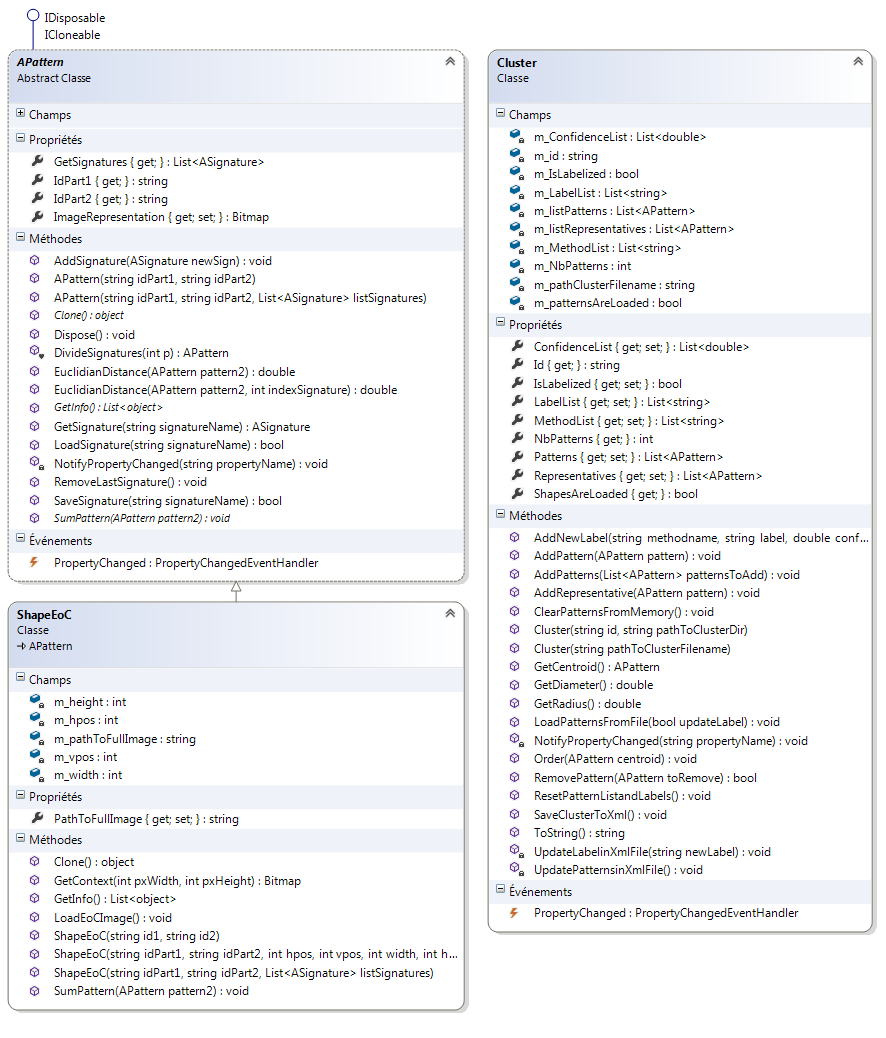 IDisposable
ICloneable
APattern
Abstract Classe
Champs
Propriétés
GetSignatures { get; } : List<ASignature>
IdPart1 { get; } : string
IdPart2 { get; } : string
ImageRepresentation { get; set; } : Bitmap
Méthodes
AddSignature(ASignature newSign) : void
APattern(string idPart1, string idPart2)
APattern(string idPart1, string idPart2, List<ASignature> listSignatures)
Clone() : object
Dispose() : void
DivideSignatures(int p) : APattern
EuclidianDistance(APattern pattern2) : double
EuclidianDistance(APattern pattern2, int indexSignature) : double
GetInfo() : List<object>
GetSignature(string signatureName) : ASignature
LoadSignature(string signatureName) : bool
NotifyPropertyChanged(string propertyName) : void
RemoveLastSignature() : void
SaveSignature(string signatureName) : bool
SumPattern(APattern pattern2) : void
Événements
PropertyChanged : PropertyChangedEventHandler
ShapeEoC
Classe
APattern
Champs
m_height : int
m_hpos : int
m_pathToFullImage : string
m_vpos : int
m_width : int
Propriétés
PathToFullImage { get; set; } : string
Méthodes
Clone() : object
GetContext(int pxWidth, int pxHeight) : Bitmap
GetInfo() : List<object>
LoadEoCImage() : void
ShapeEoC(string id1, string id2)
ShapeEoC(string idPart1, string idPart2, int hpos, int vpos, int width, int h...
ShapeEoC(string idPart1, string idPart2, List<ASignature> listSignatures)
SumPattern(APattern pattern2) : void
Cluster
Classe
Champs
m_ConfidenceList : List<double>
m_id : string
m_IsLabelized : bool
m_LabelList : List<string>
m_listPatterns : List<APattern>
m_listRepresentatives : List<APattern>
m_MethodList : List<string>
m_NbPatterns : int
m_pathClusterFilename : string
m_patternsAreLoaded : bool
Propriétés
ConfidenceList { get; set; } : List<double>
Id { get; } : string
IsLabelized { get; set; } : bool
LabelList { get; set; } : List<string>
MethodList { get; set; } : List<string>
NbPatterns { get; } : int
Patterns { get; set; } : List<APattern>
Representatives { get; set; } : List<APattern>
ShapesAreLoaded { get; } : bool
Méthodes
AddNewLabel(string methodname, string label, double conf...
AddPattern(APattern pattern) : void
AddPatterns(List<APattern> patternsToAdd) : void
AddRepresentative(APattern pattern) : void
ClearPatternsFromMemory() : void
Cluster(string id, string pathToClusterDir)
Cluster(string pathToClusterFilename)
GetCentroid() : APattern
GetDiameter() : double
GetRadius() : double
LoadPatternsFromFile(bool updateLabel) : void
NotifyPropertyChanged(string propertyName) : void
Order(APattern centroid) : void
RemovePattern(APattern toRemove) : bool
ResetPatternListandLabels() : void
SaveClusterToXml() : void
ToString() : string
UpdateLabelinXmlFile(string newLabel) : void
UpdatePatternsinXmlFile() : void
Événements
PropertyChanged : PropertyChangedEventHandler